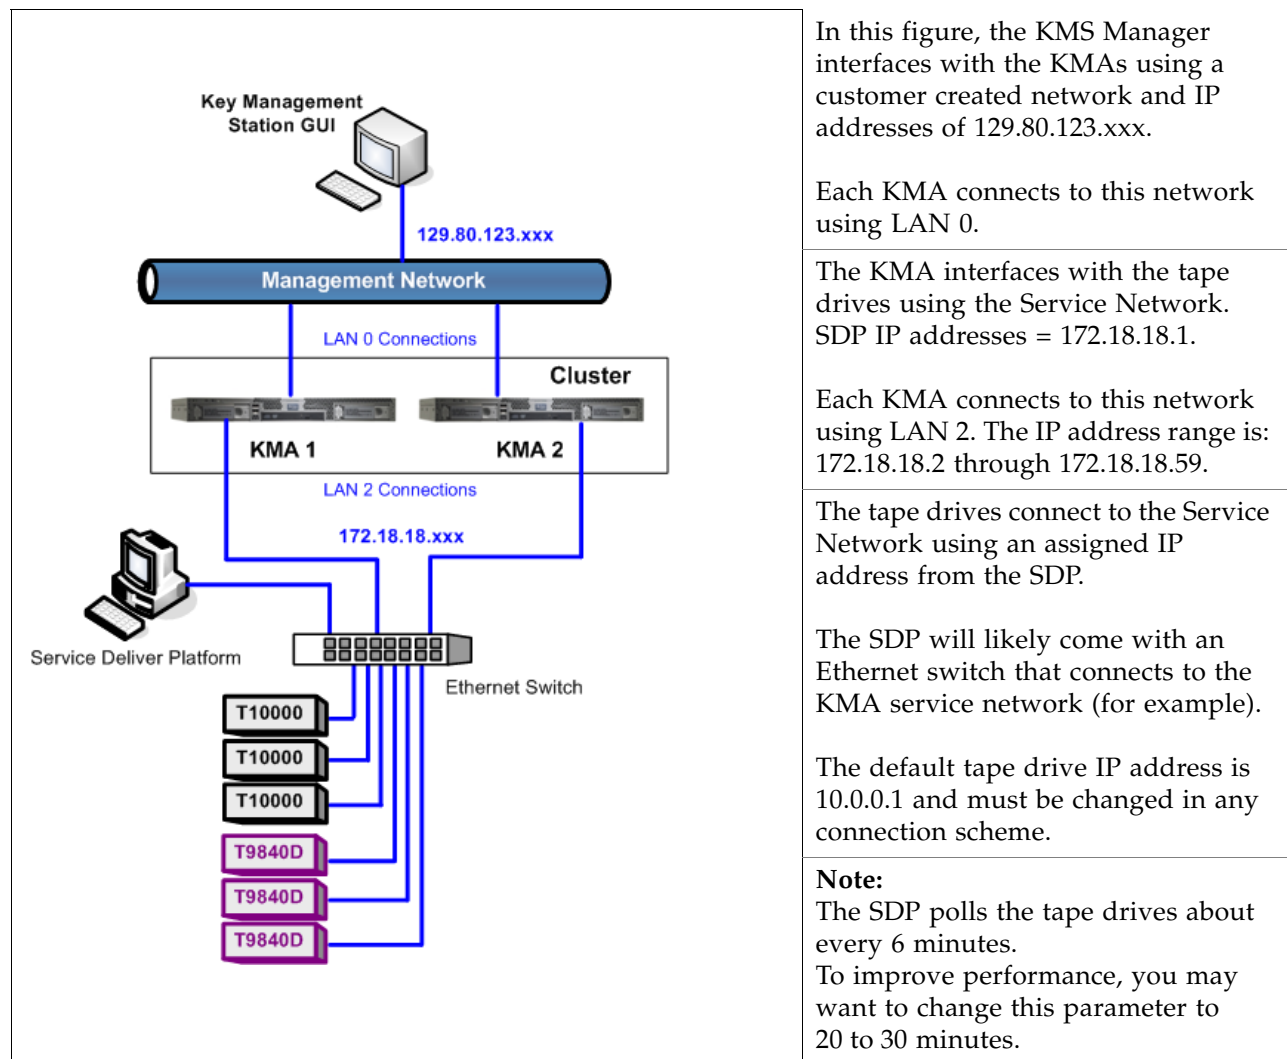 Key Management
Station GUI
129.80.123.xxx
Management Network
LAN 0 Connections
Cluster
KMA 1
KMA 2
LAN 2 Connections
172.18.18.xxx
Service Deliver Platform
Ethernet Switch
T10000
T10000
T10000
T9840D
T9840D
T9840D
In this figure, the KMS Manager
interfaces with the KMAs using a
customer created network and IP
addresses of 129.80.123.xxx.
Each KMA connects to this network
using LAN 0.
The KMA interfaces with the tape
drives using the Service Network.
SDP IP addresses = 172.18.18.1.
Each KMA connects to this network
using LAN 2. The IP address range is:
172.18.18.2 through 172.18.18.59.
The tape drives connect to the Service
Network using an assigned IP
address from the SDP.
The SDP will likely come with an
Ethernet switch that connects to the
KMA service network (for example).
The default tape drive IP address is
10.0.0.1 and must be changed in any
connection scheme.
Note:
The SDP polls the tape drives about
every 6 minutes.
To improve performance, you may
want to change this parameter to
20 to 30 minutes.